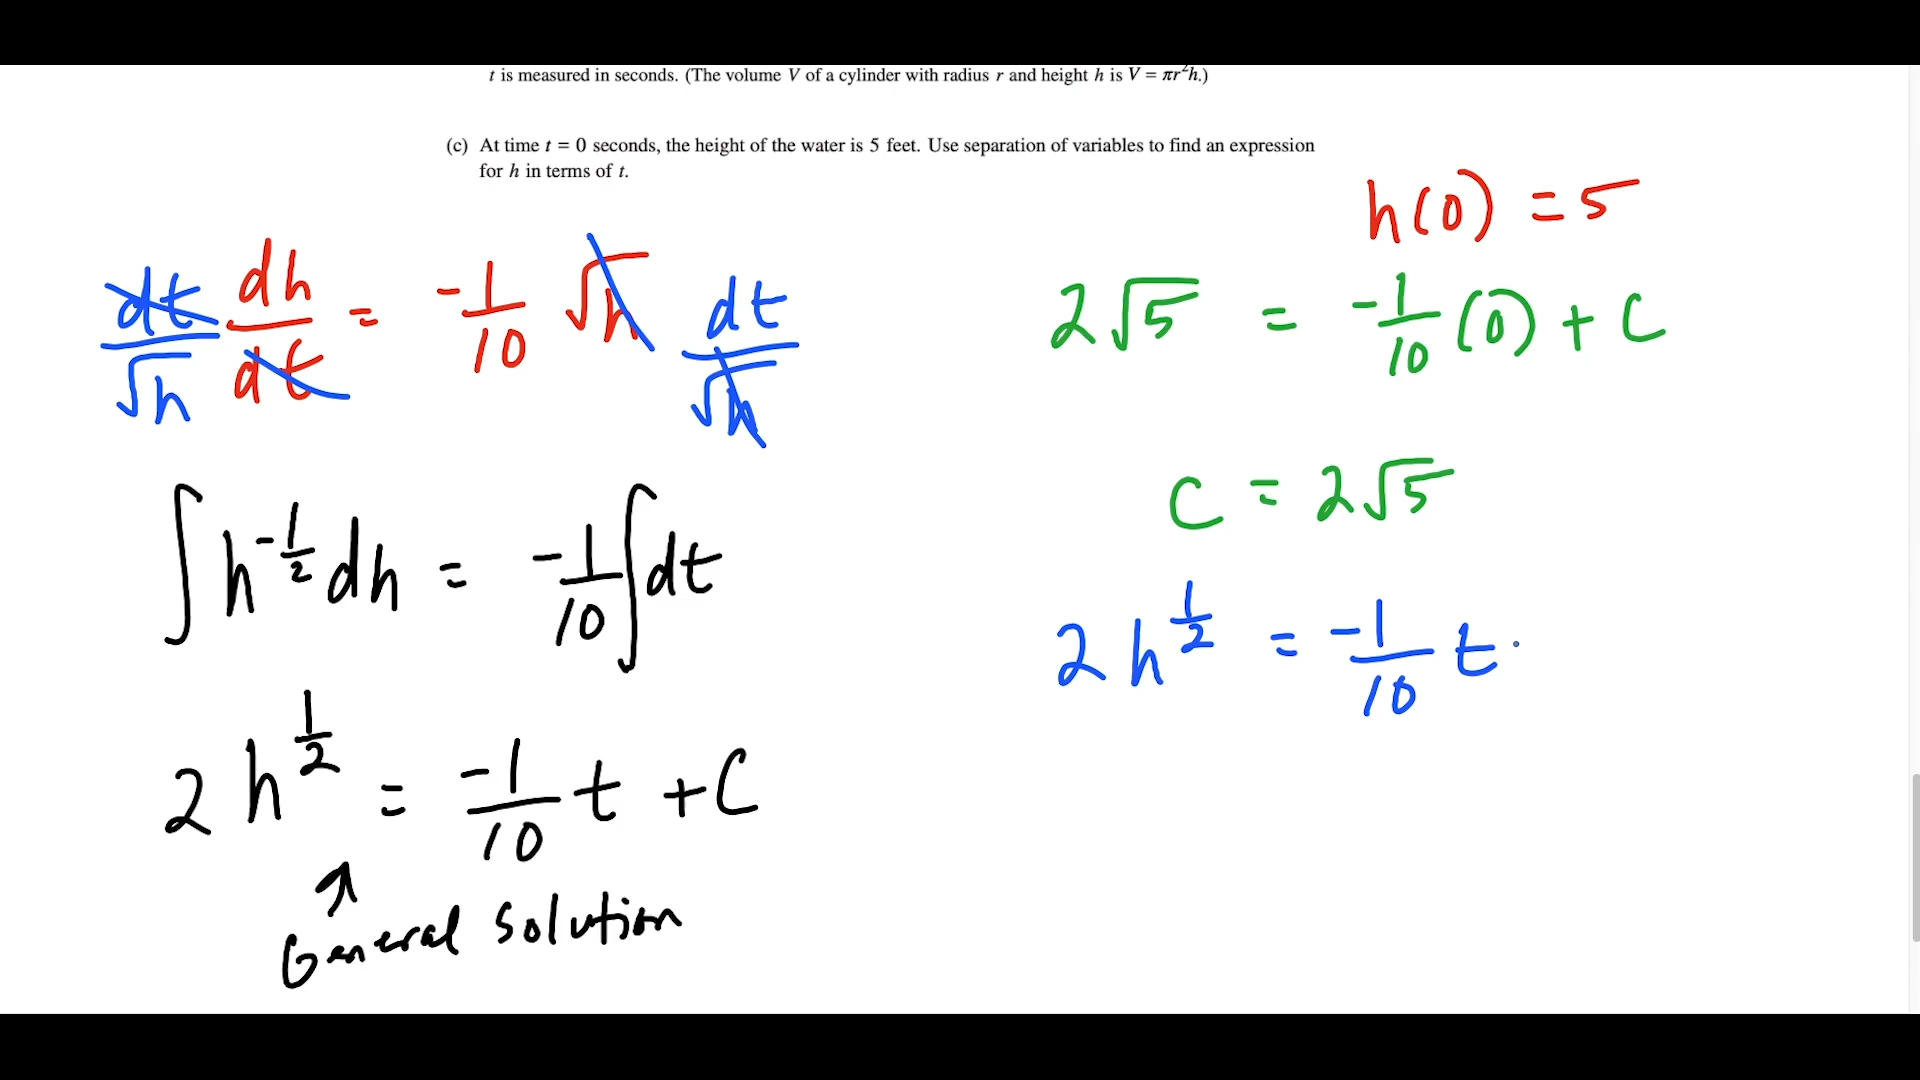 t is measured in seconds. (The volume V of a cylinder with radius r and height h is V = πr²h.)
(c) At time t = 0 seconds, the height of the water is 5 feet. Use separation of variables to find an expression
for h in terms of t.
dt/√h dh/dt = -1/10 √h dt/√h
∫ h^-1/2 dh = -1/10 ∫ dt
2 h^1/2 = -1/10 t + C
↑
General solution
h(0) = 5
2√5 = -1/10 (0) + C
C = 2√5
2 h^1/2 = -1/10 t